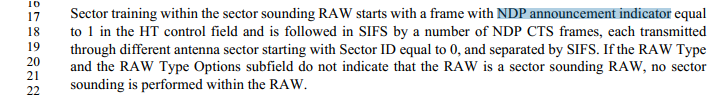 16
17 Sector training within the sector sounding RAW starts with a frame with NDP announcement indicator equal
18 to 1 in the HT control field and is followed in SIFS by a number of NDP CTS frames, each transmitted
19 through different antenna sector starting with Sector ID equal to 0, and separated by SIFS. If the RAW Type
20 and the RAW Type Options subfield do not indicate that the RAW is a sector sounding RAW, no sector
21 sounding is performed within the RAW.
22